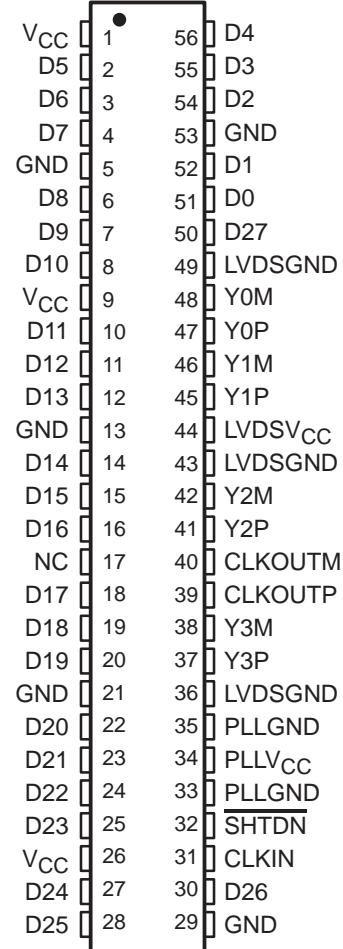 VCC 1 56 D4
D5 2 55 D3
D6 3 54 D2
D7 4 53 GND
GND 5 52 D1
D8 6 51 D0
D9 7 50 D27
D10 8 49 LVDSGND
VCC 9 48 Y0M
D11 10 47 Y0P
D12 11 46 Y1M
D13 12 45 Y1P
GND 13 44 LVDSVCC
D14 14 43 LVDSGND
D15 15 42 Y2M
D16 16 41 Y2P
NC 17 40 CLKOUTM
D17 18 39 CLKOUTP
D18 19 38 Y3M
D19 20 37 Y3P
GND 21 36 LVDSGND
D20 22 35 PLLGND
D21 23 34 PLLVCC
D22 24 33 PLLGND
D23 25 32 SHTDN
VCC 26 31 CLKIN
D24 27 30 D26
D25 28 29 GND